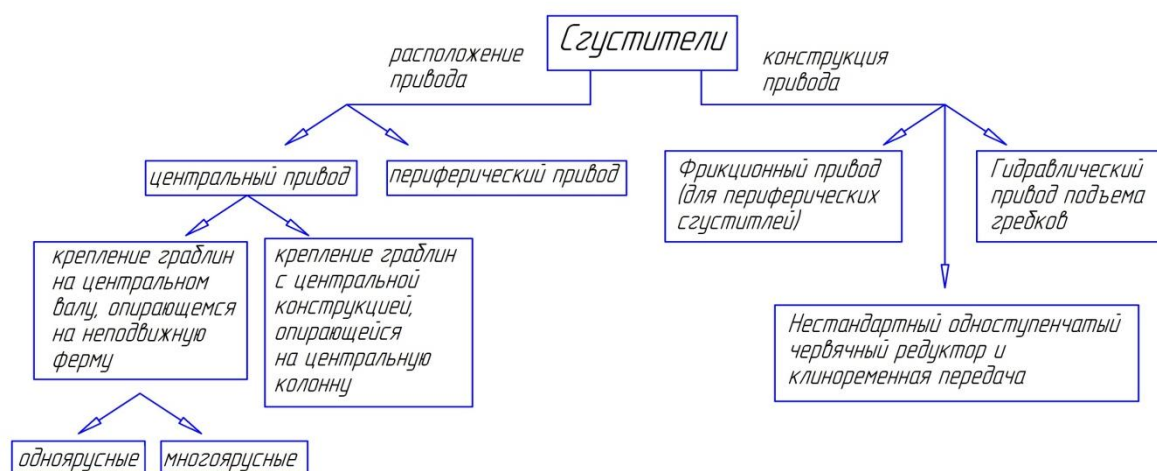 Сгустители
расположение
привода
конструкция
привода
центральный привод
периферический привод
Фрикционный привод
(для периферических
сгуститлей)
Гидравлический
привод подъема
гребков
крепление граблин
на центральном
валу, опирающемся
на неподвижную
ферму
крепление граблин
с центральной
конструкцией,
опирающейся
на центральную
колонну
Нестандартный одноступенчатый
червячный редуктор и
клиноременная передача
одноярусные
многоярусные